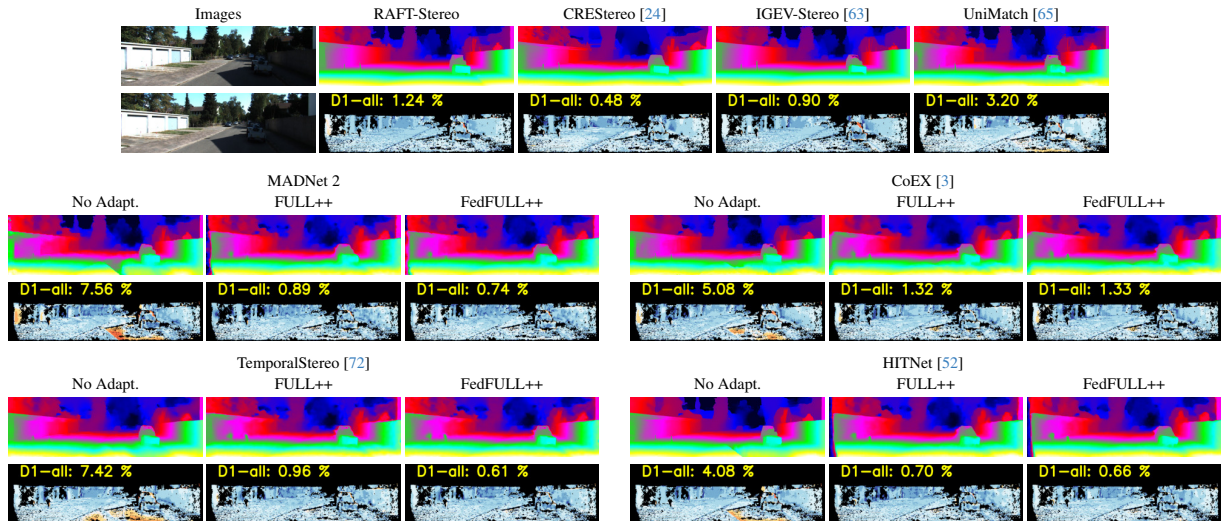 Images RAFT-Stereo CREStereo [24] IGEV-Stereo [63] UniMatch [65]
D1-all: 1.24 % D1-all: 0.48 % D1-all: 0.90 % D1-all: 3.20 %
MADNet 2 CoEX [3]
No Adapt. FULL++ FedFULL++ No Adapt. FULL++ FedFULL++
D1-all: 7.56 % D1-all: 0.89 % D1-all: 0.74 % D1-all: 5.08 % D1-all: 1.32 % D1-all: 1.33 %
TemporalStereo [72] HITNet [52]
No Adapt. FULL++ FedFULL++ No Adapt. FULL++ FedFULL++
D1-all: 7.42 % D1-all: 0.96 % D1-all: 0.61 % D1-all: 4.08 % D1-all: 0.70 % D1-all: 0.66 %